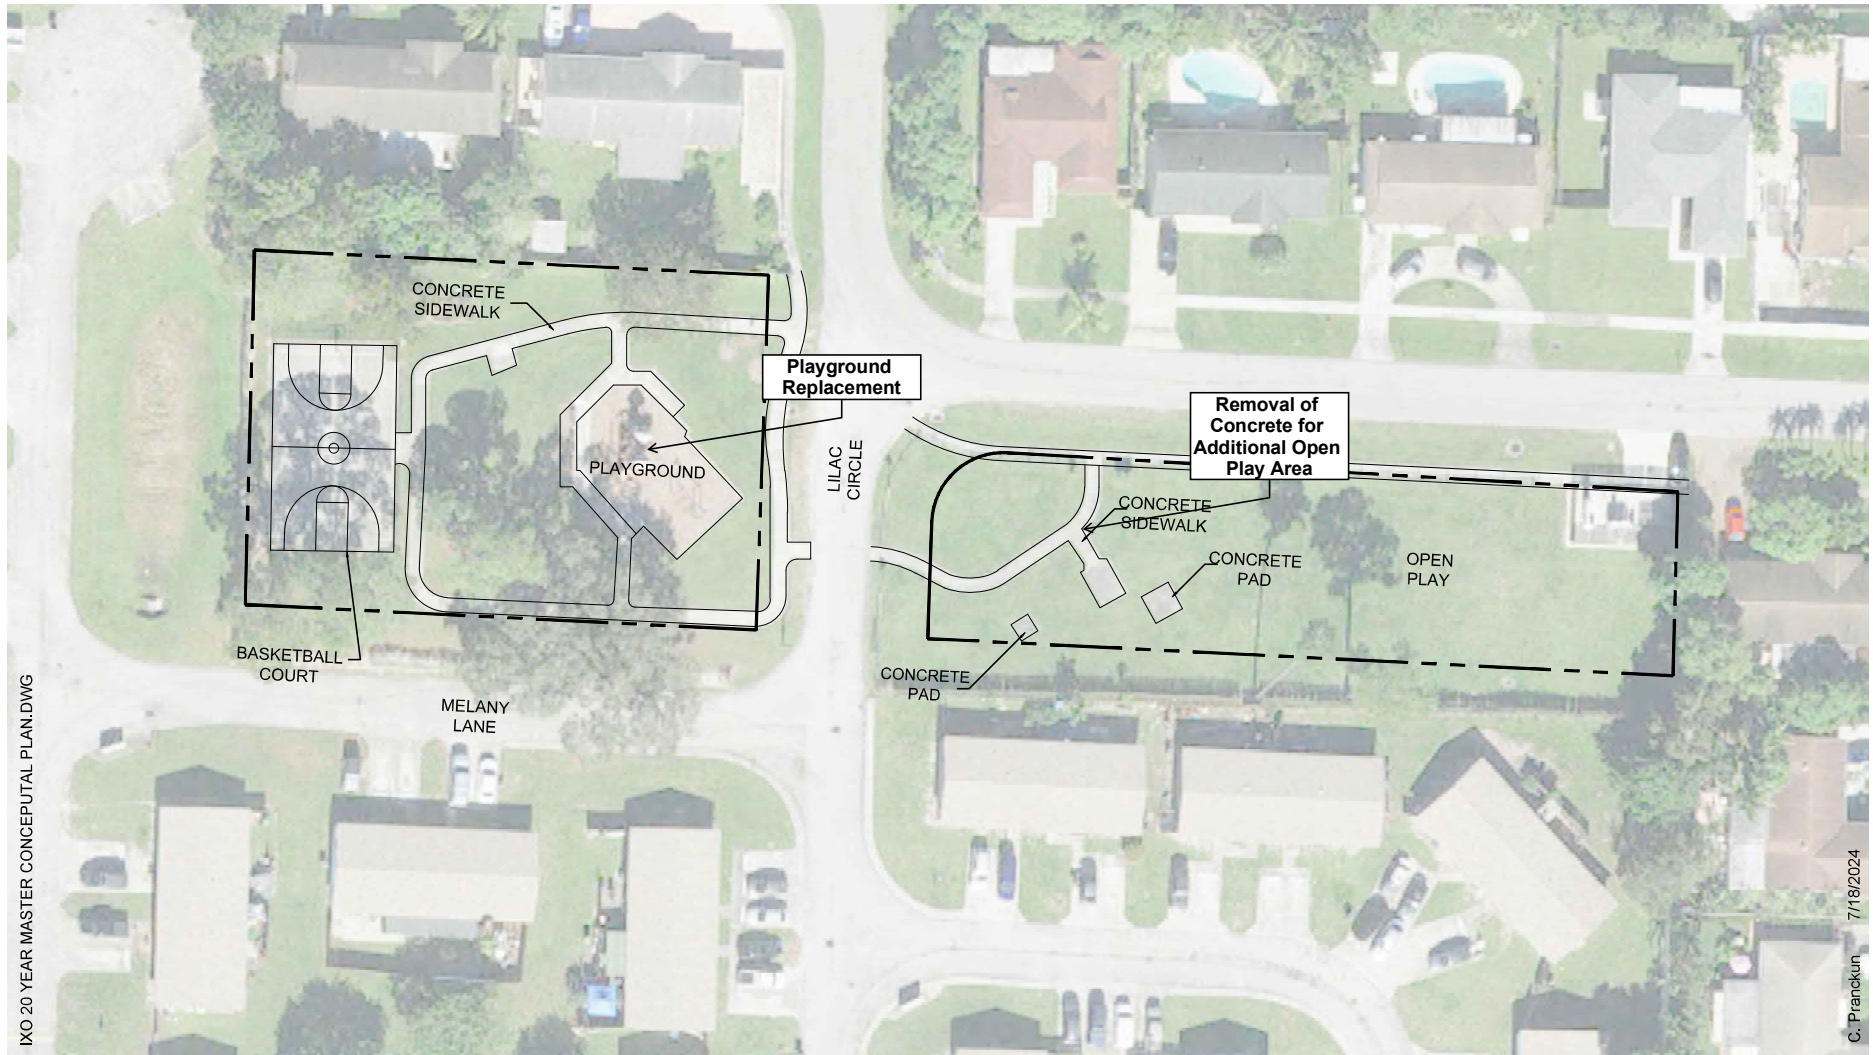 CONCRETE
SIDEWALK
Playground
Replacement
Removal of
Concrete for
Additional Open
Play Area
PLAYGROUND
LILAC
CIRCLE
CONCRETE
SIDEWALK
CONCRETE
PAD
OPEN
PLAY
BASKETBALL
COURT
CONCRETE
PAD
MELANY
LANE
IXO 20 YEAR MASTER CONCEPUTAL PLAN.DWG
C. Pranckun 7/18/2024